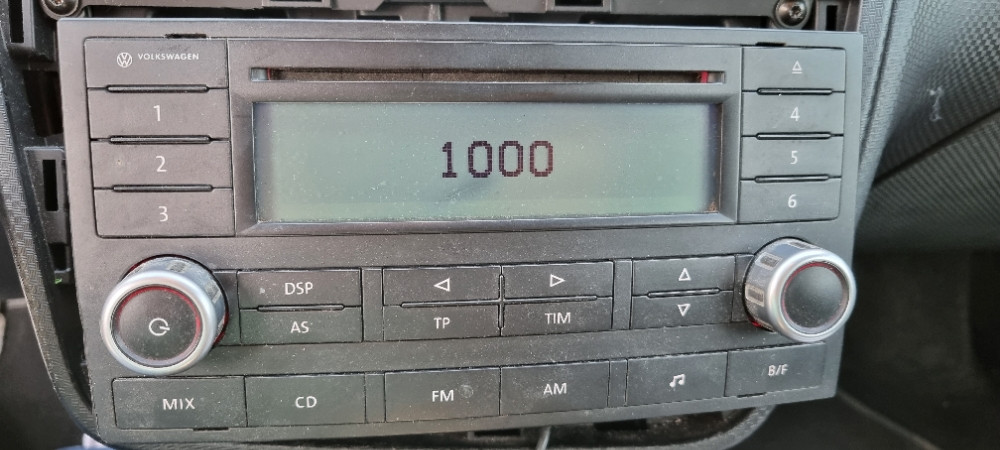 VOLKSWAGEN
1
4
1000
2
5
3
6
DSP
AS
TP
TIM
MIX
CD
FM
AM
B/F